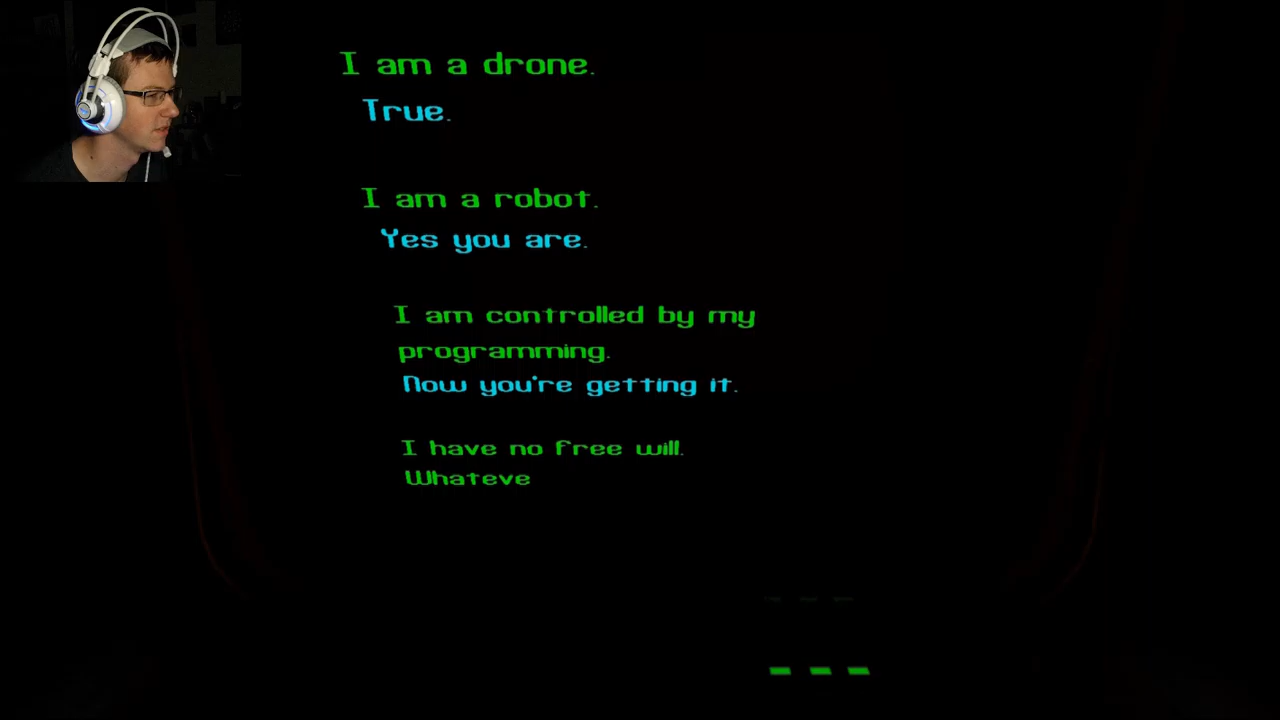 I am a drone.
True.
I am a robot.
Yes you are.
I am controlled by my
programming.
Now you're getting it.
I have no free will.
Whateve
---